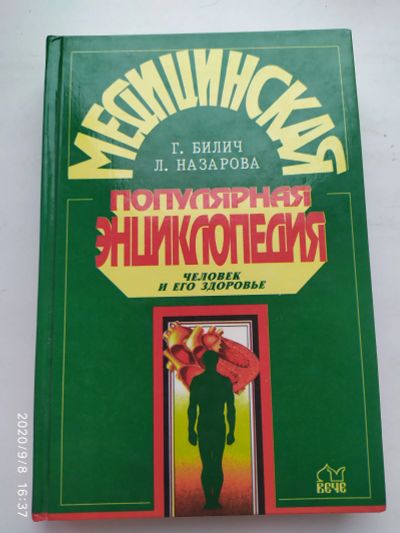 МЕДИЦИНСКАЯ
Г. БИЛИЧ
Л. НАЗАРОВА
ПОПУЛЯРНАЯ
ЭНЦИКЛОПЕДИЯ
ЧЕЛОВЕК
И ЕГО ЗДОРОВЬЕ
ВЕЧЕ
2020/9/8 16:37